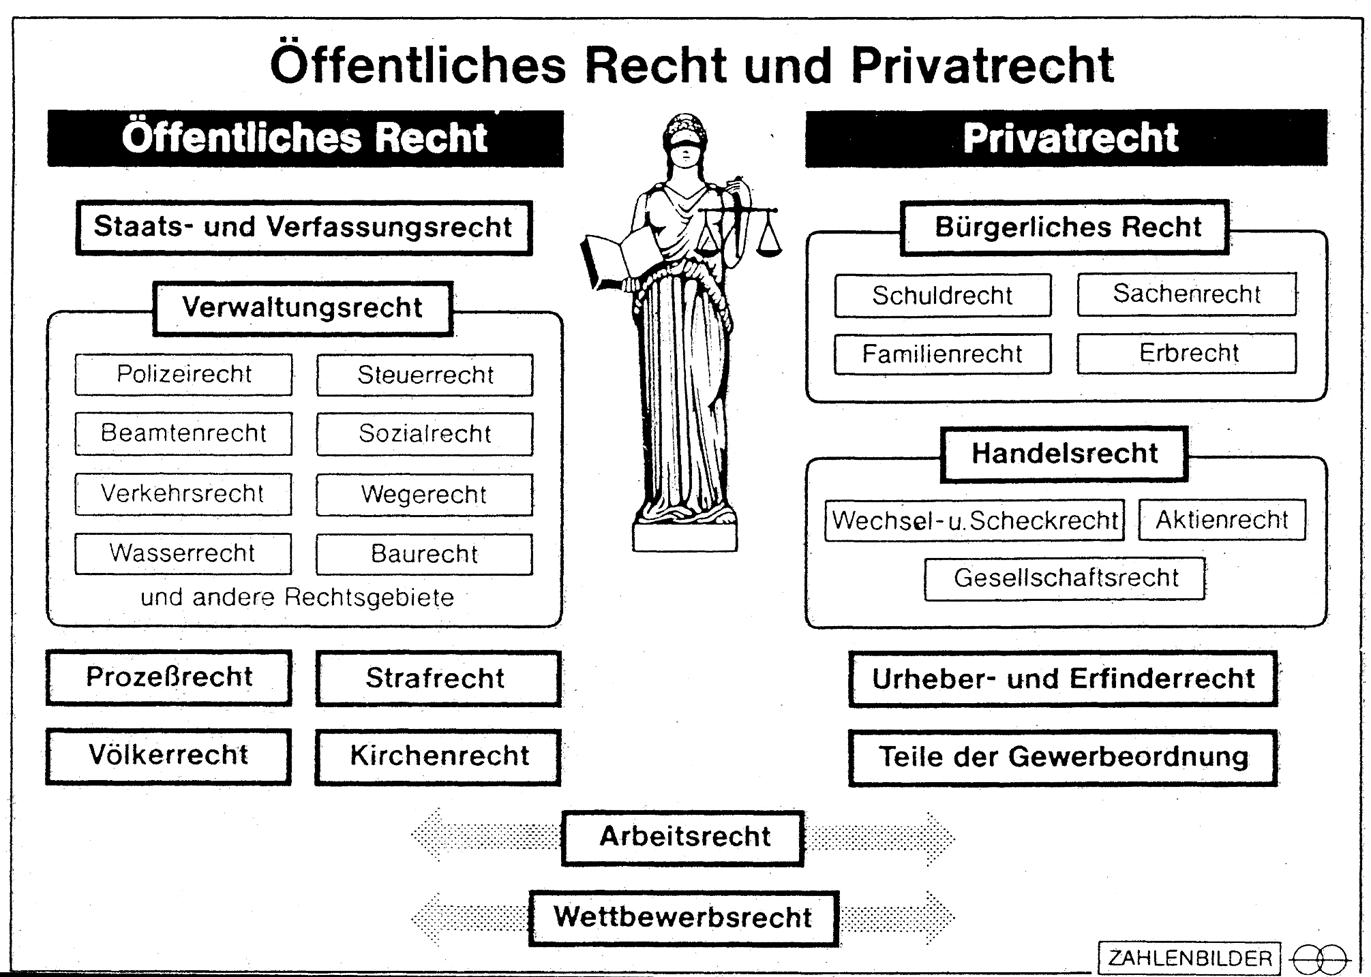 Öffentliches Recht und Privatrecht
Öffentliches Recht
Staats- und Verfassungsrecht
Verwaltungsrecht
Polizeirecht
Steuerrecht
Beamtenrecht
Sozialrecht
Verkehrsrecht
Wegerecht
Wasserrecht
Baurecht
und andere Rechtsgebiete
Prozeßrecht
Strafrecht
Völkerrecht
Kirchenrecht
Privatrecht
Bürgerliches Recht
Schuldrecht
Sachenrecht
Familienrecht
Erbrecht
Handelsrecht
Wechsel- u. Scheckrecht
Aktienrecht
Gesellschaftsrecht
Urheber- und Erfinderrecht
Teile der Gewerbeordnung
Arbeitsrecht
Wettbewerbsrecht
ZAHLENBILDER